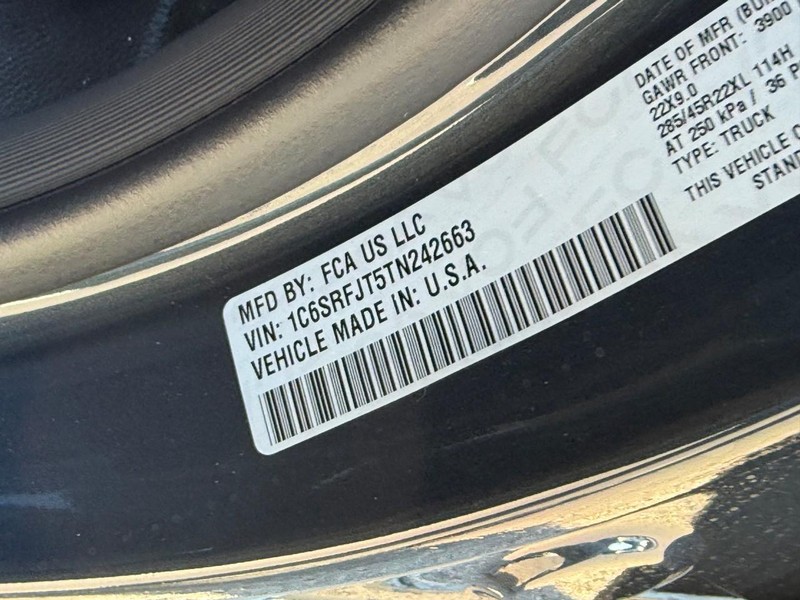 MFD BY: FCA US LLC
VIN: 1C6SRFJT5TN242663
VEHICLE MADE IN: U.S.A.
DATE OF MFR
GAWR FRONT: 3900
22X9.0
285/45R22XL 114H
AT 250 kPa / 36
TYPE: TRUCK
THIS VEHICLE